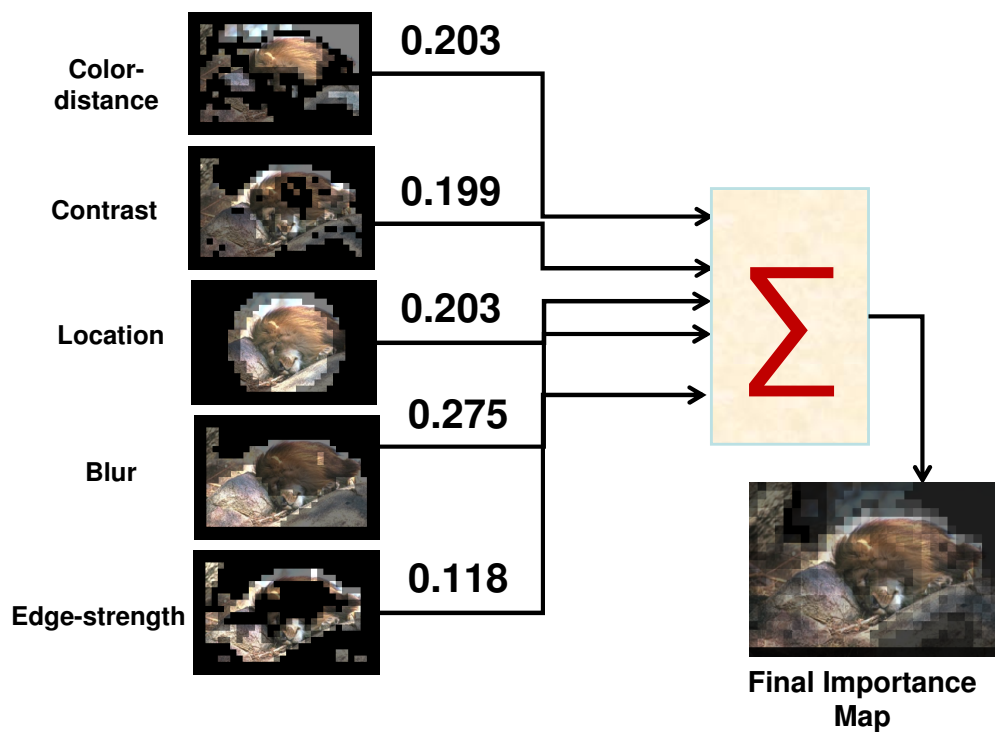 Color-
distance
0.203
Contrast
0.199
Location
0.203
Blur
0.275
Edge-strength
0.118
Σ
Final Importance
Map